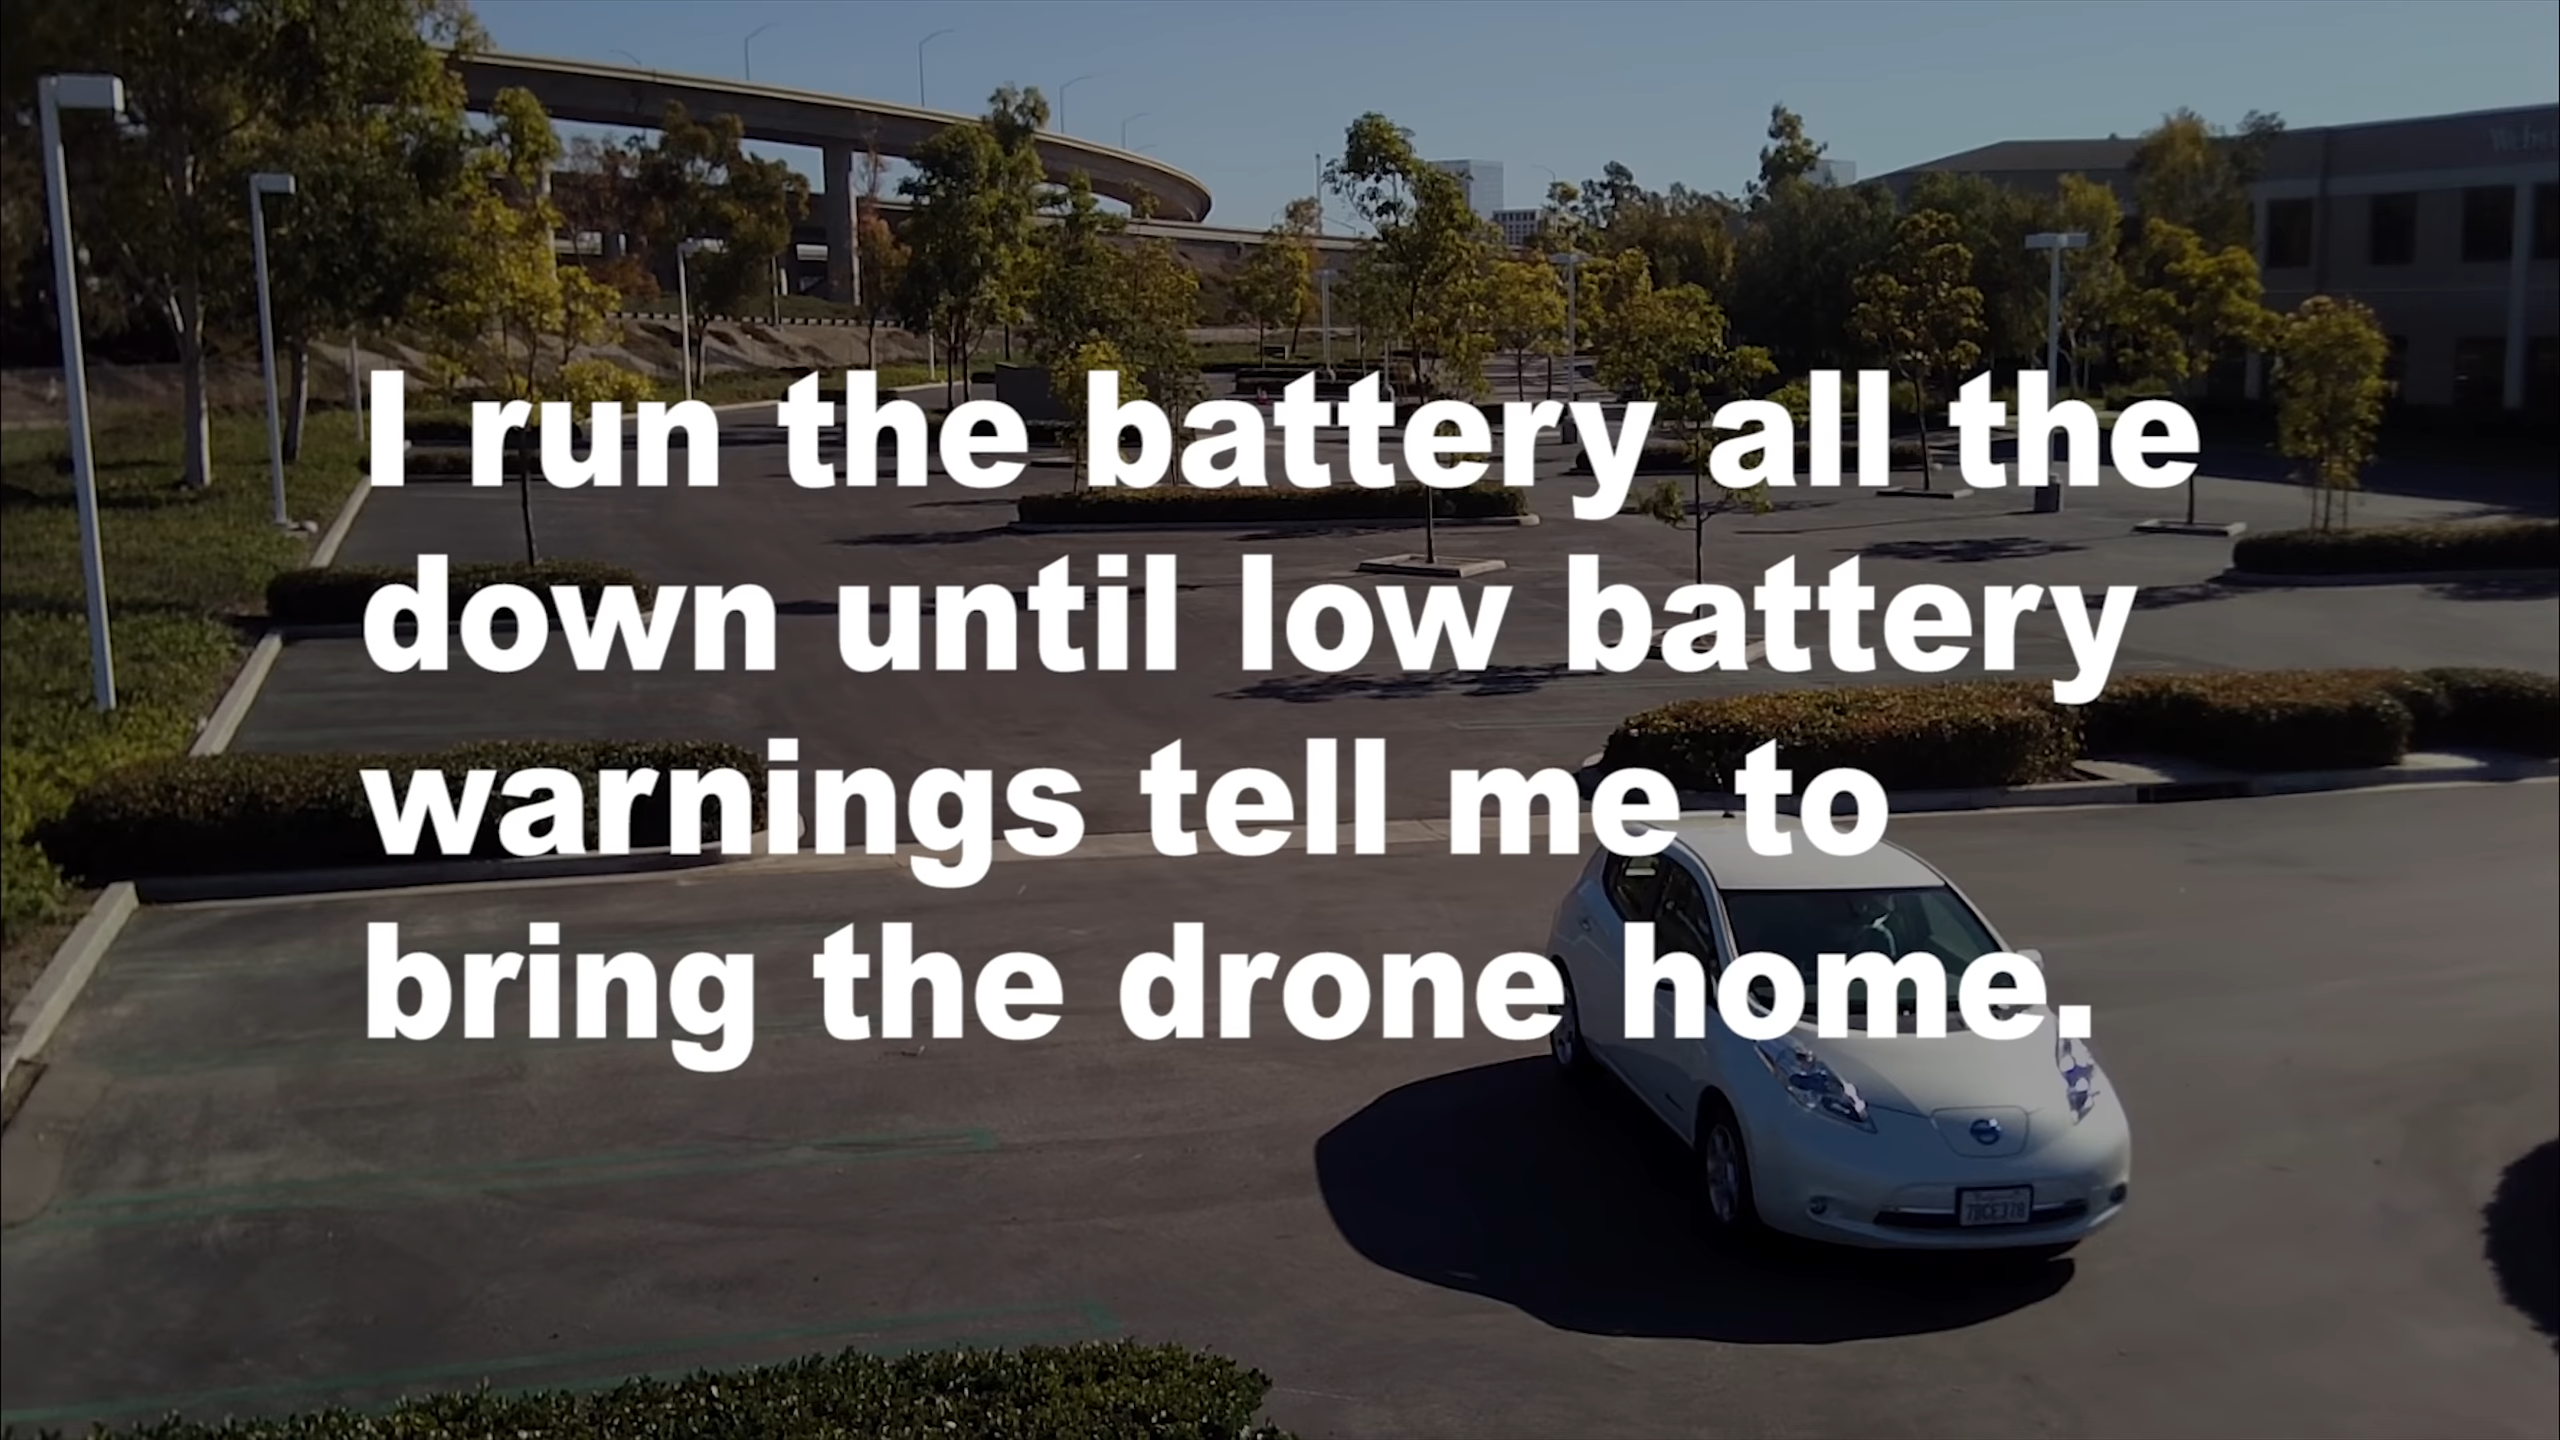 I run the battery all the
down until low battery
warnings tell me to
bring the drone home.